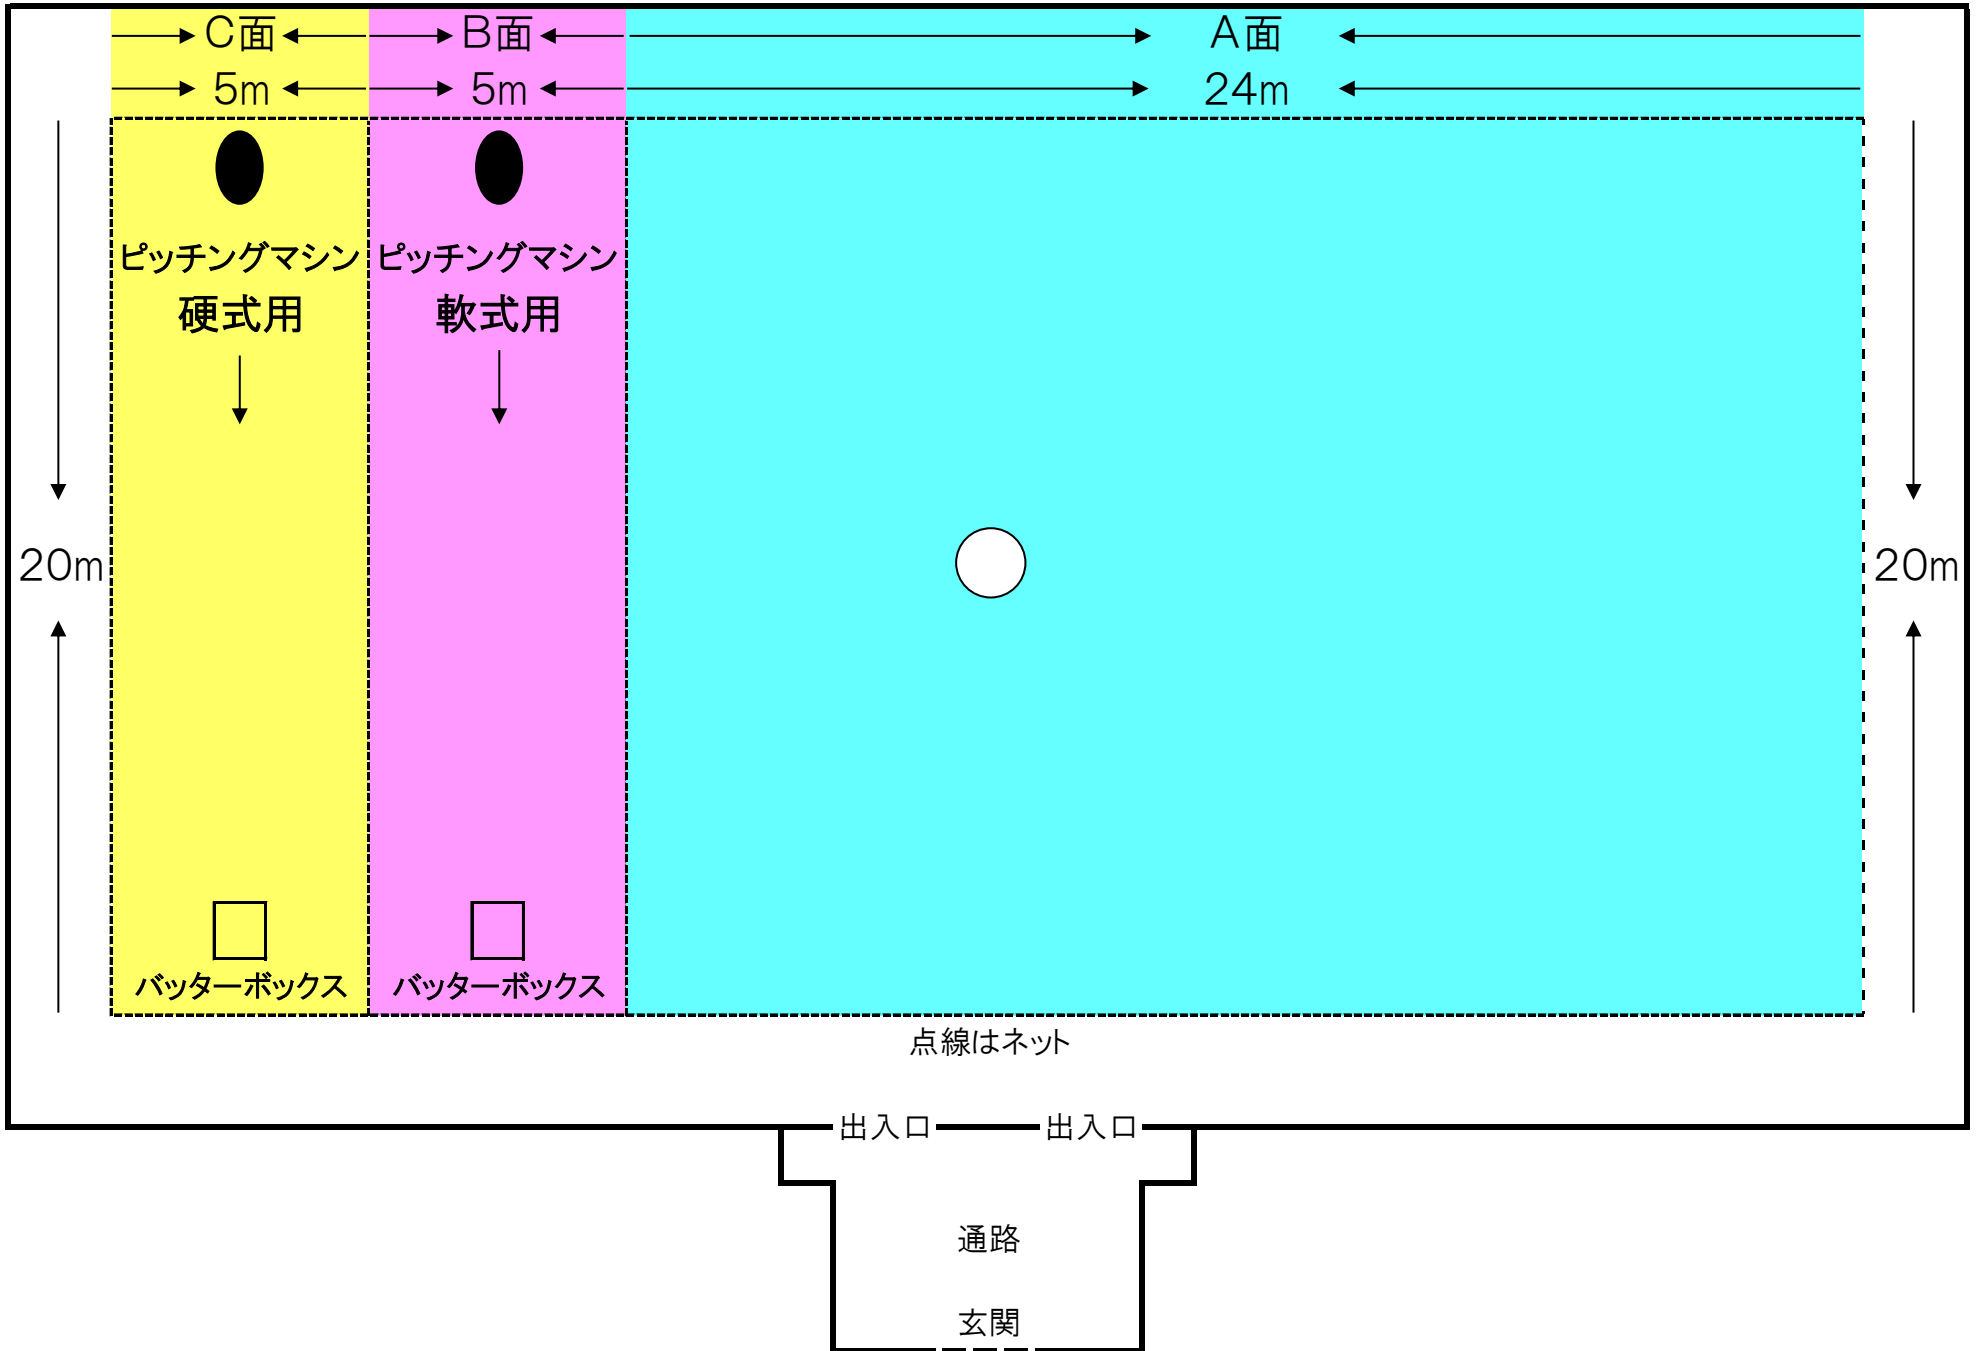 C面 B面 A面
5m 5m 24m
ピッチングマシン ピッチングマシン
硬式用 軟式用
20m 20m
バッターボックス バッターボックス
点線はネット
出入口 出入口
通路
玄関